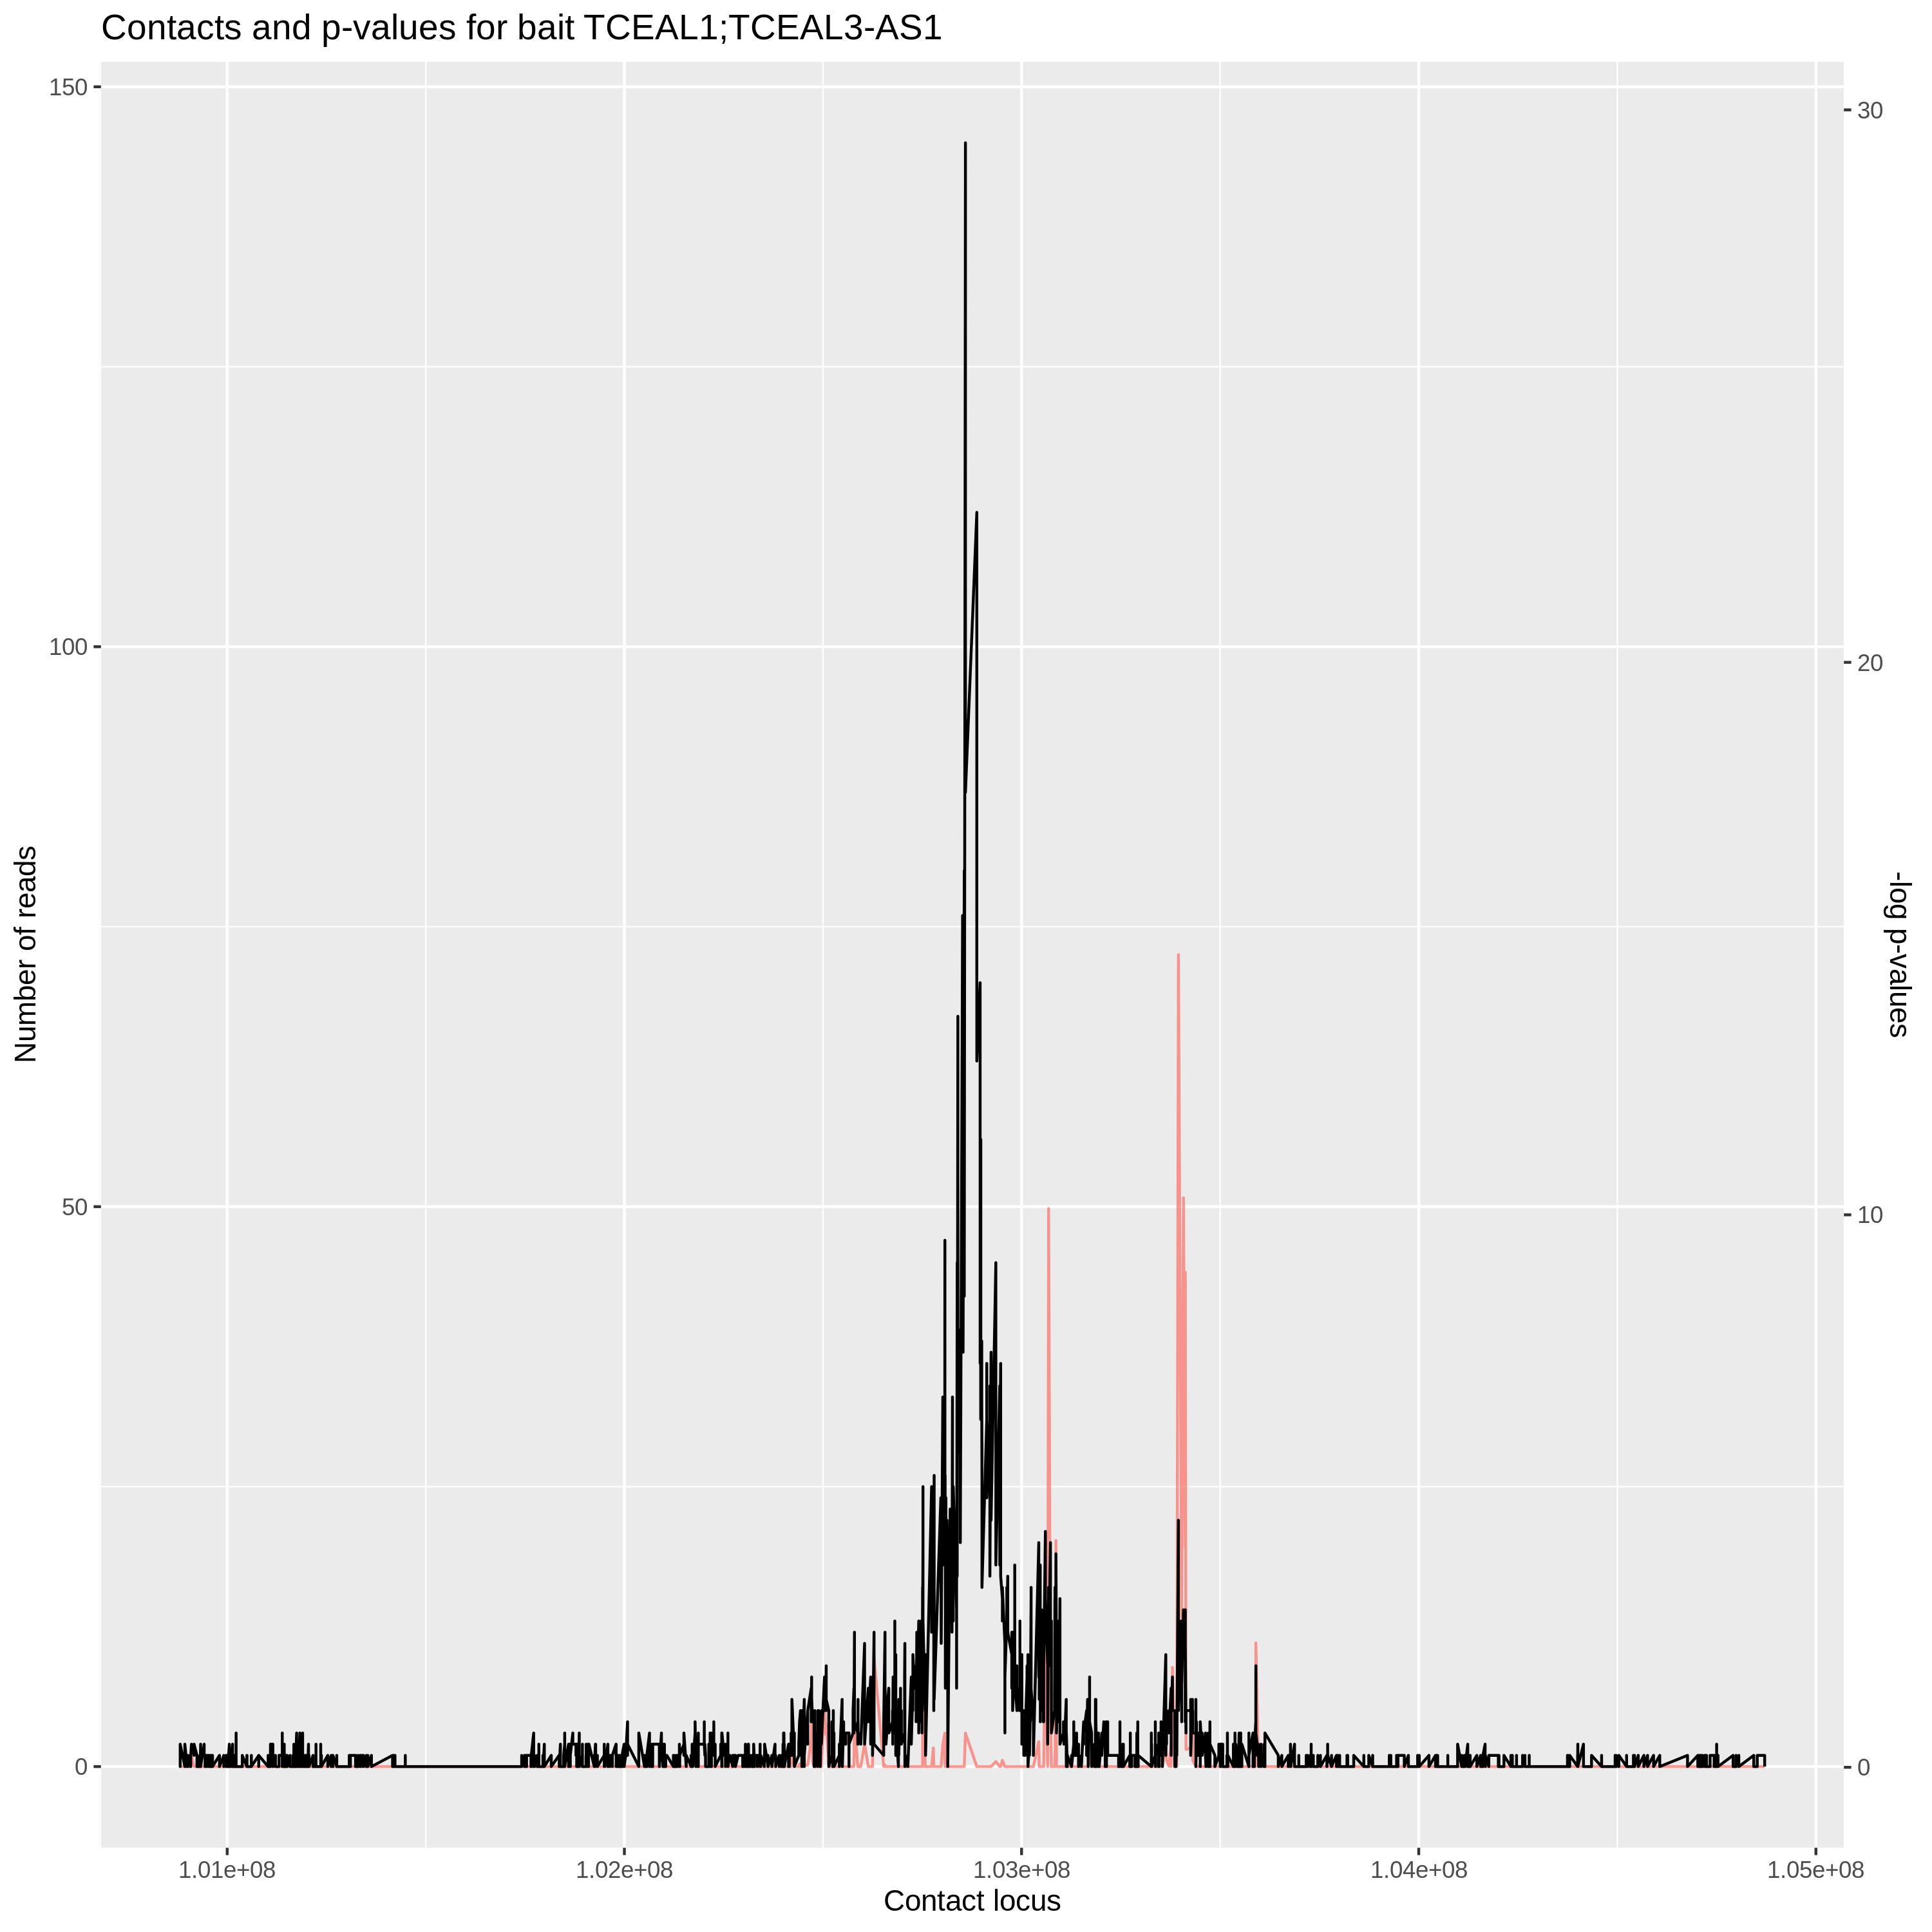 Contacts and p-values for bait TCEAL1;TCEAL3-AS1
150
100
50
0
Number of reads
30
20
10
0
-log p-values
1.01e+08
1.02e+08
1.03e+08
1.04e+08
1.05e+08
Contact locus